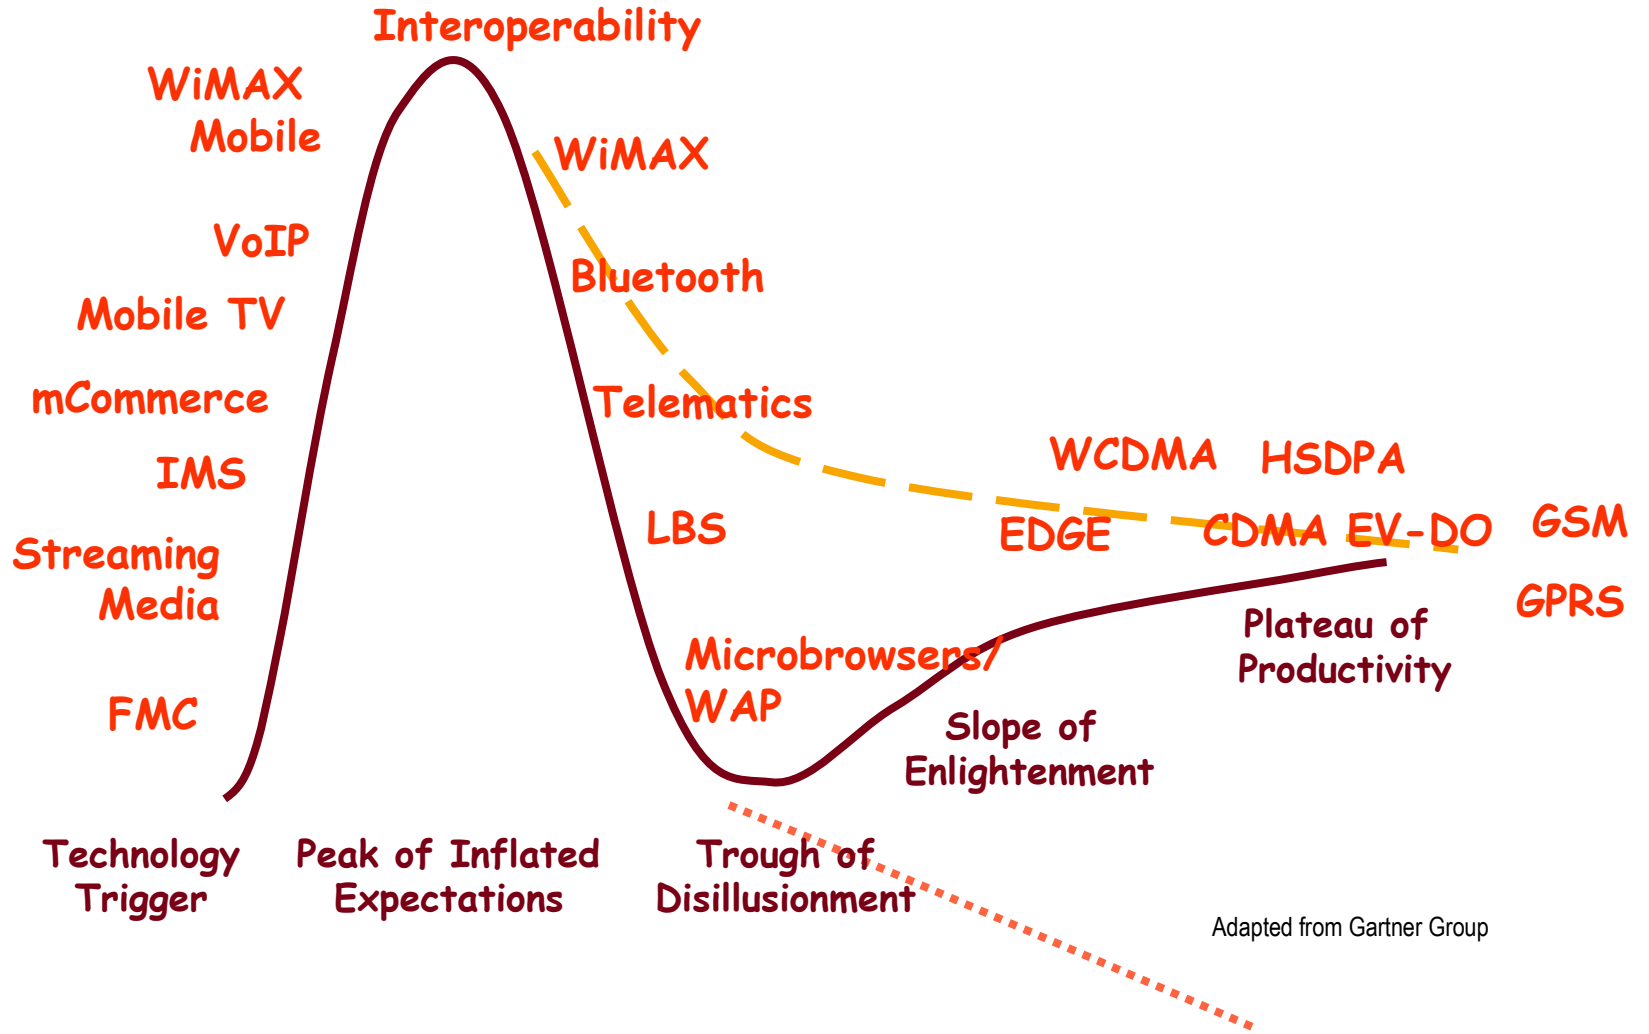 Interoperability
WiMAX
Mobile
WiMAX
VoIP
Bluetooth
Mobile TV
mCommerce
Telematics
WCDMA
HSDPA
IMS
LBS
EDGE
CDMA EV-DO
GSM
Streaming
Media
GPRS
Plateau of
Productivity
Microbrowsers/
WAP
FMC
Slope of
Enlightenment
Technology
Trigger
Peak of Inflated
Expectations
Trough of
Disillusionment
Adapted from Gartner Group